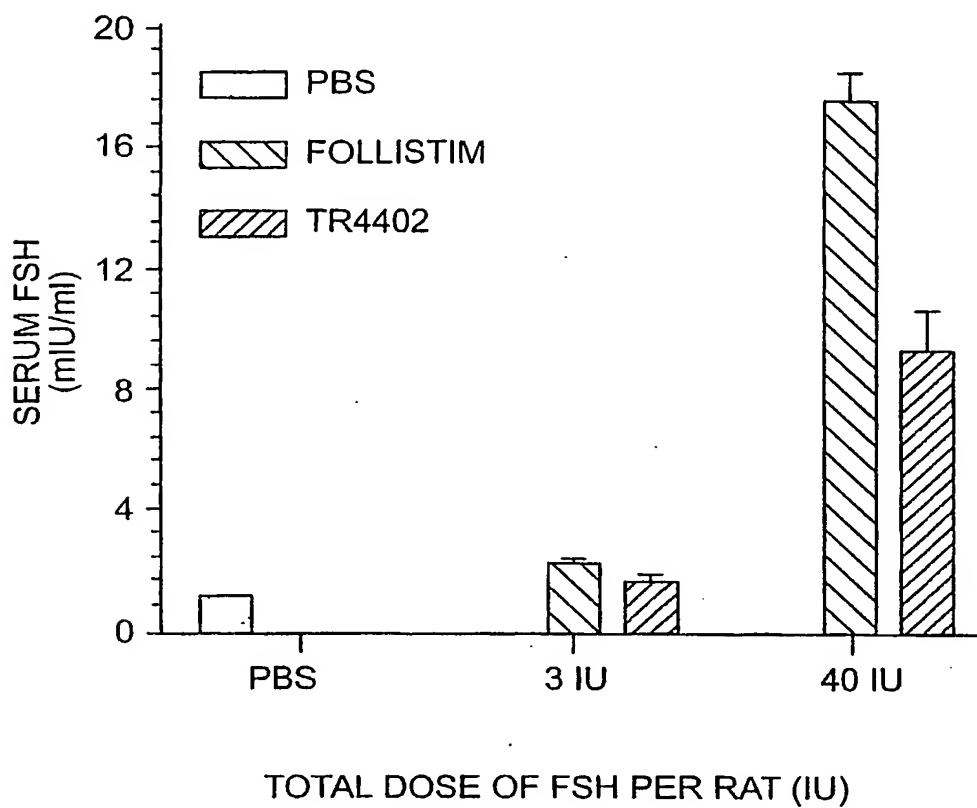 20
16
12
8
4
0
SERUM FSH
(mIU/ml)
PBS
FOLLISTIM
TR4402
PBS
3 IU
40 IU
TOTAL DOSE OF FSH PER RAT (IU)